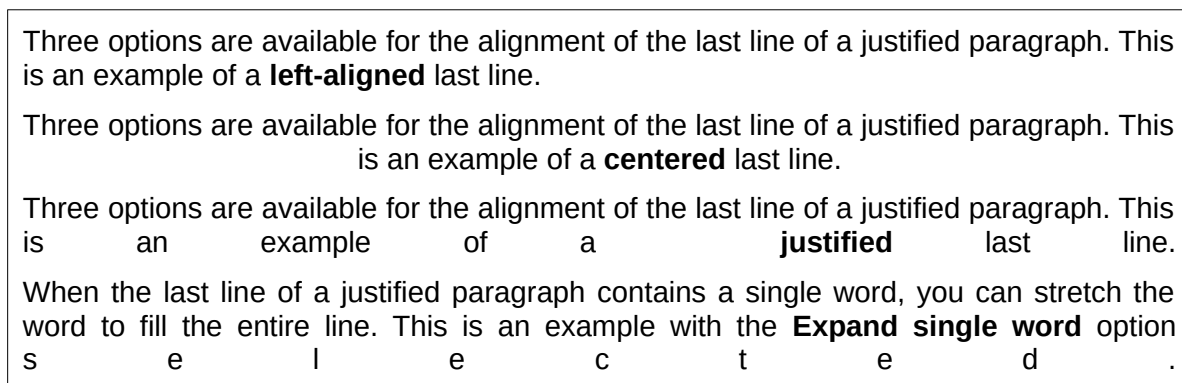 Three options are available for the alignment of the last line of a justified paragraph. This
is an example of a left-aligned last line.
Three options are available for the alignment of the last line of a justified paragraph. This
is an example of a centered last line.
Three options are available for the alignment of the last line of a justified paragraph. This
is an example of a justified last line.
When the last line of a justified paragraph contains a single word, you can stretch the
word to fill the entire line. This is an example with the Expand single word option
s e l e c t e d .